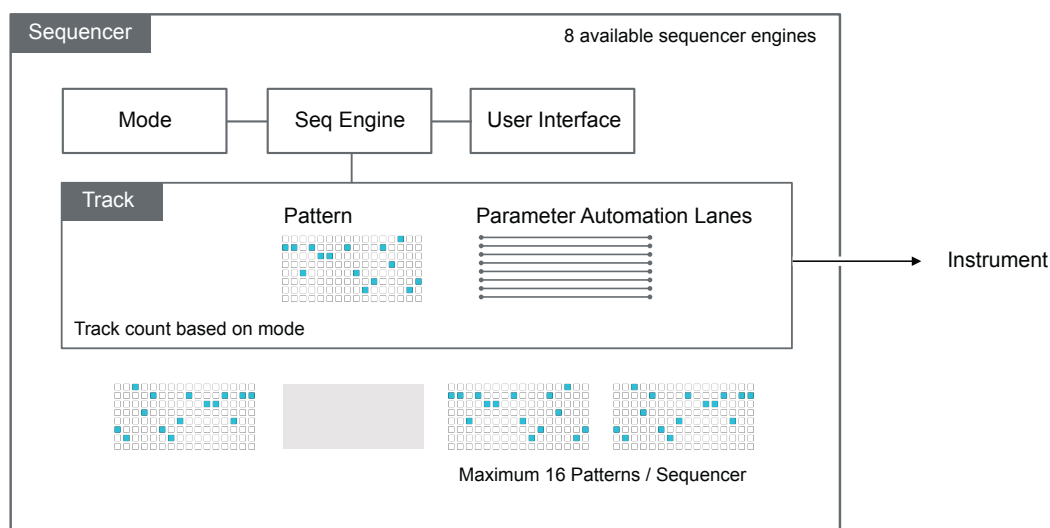 Sequencer
8 available sequencer engines
Mode
Seq Engine
User Interface
Track
Pattern
Parameter Automation Lanes
Instrument
Track count based on mode
Maximum 16 Patterns / Sequencer